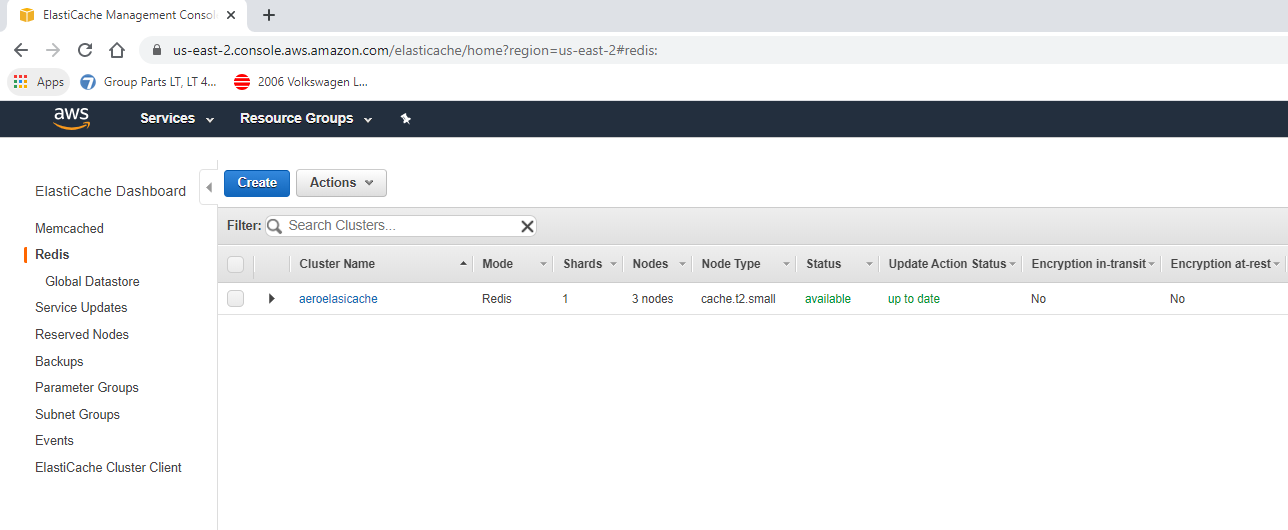 ElastiCache Management Consol
us-east-2.console.aws.amazon.com/elasticache/home?region=us-east-2#redis:
Apps Group Parts LT, LT 4... 2006 Volkswagen L...
aws Services Resource Groups
ElastiCache Dashboard
Memcached
Redis
Global Datastore
Service Updates
Reserved Nodes
Backups
Parameter Groups
Subnet Groups
Events
ElastiCache Cluster Client
Create Actions
Filter: Search Clusters...
Cluster Name Mode Shards Nodes Node Type Status Update Action Status Encryption in-transit Encryption at-rest
aeroelasicache Redis 1 3 nodes cache.t2.small available up to date No No